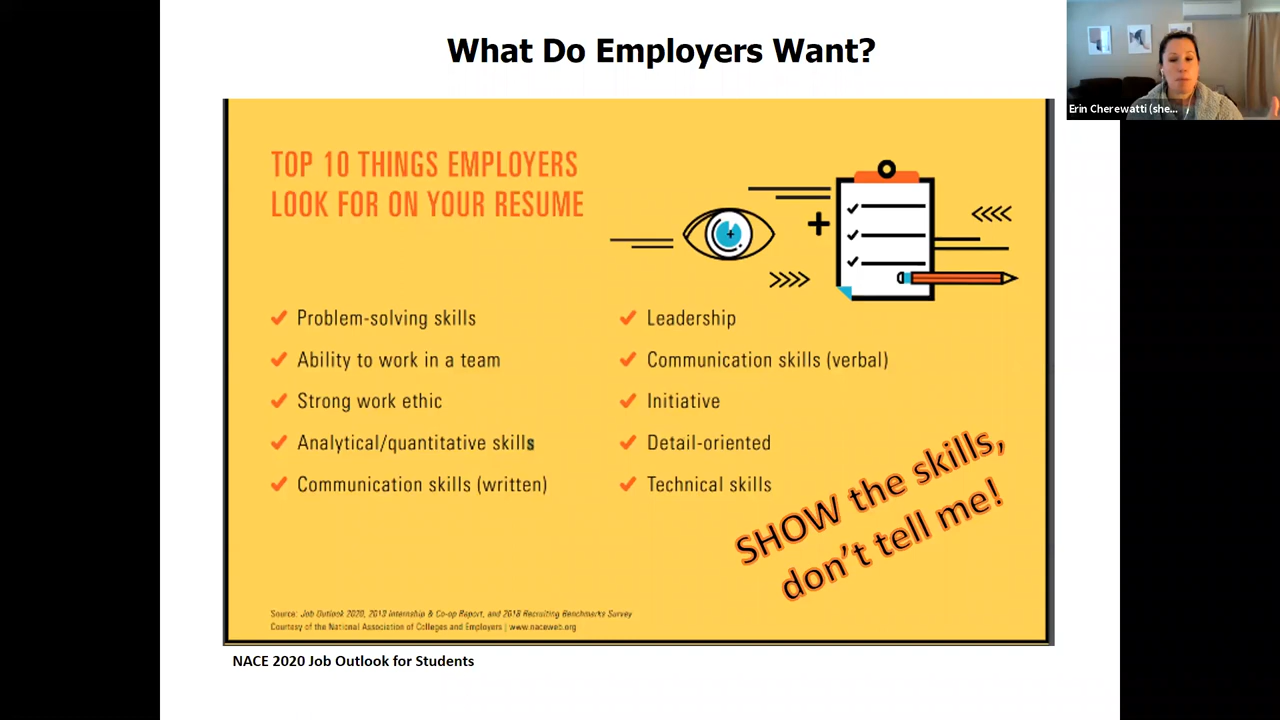 What Do Employers Want?
Erin Cherewatti (she...
TOP 10 THINGS EMPLOYERS
LOOK FOR ON YOUR RESUME
Problem-solving skills
Ability to work in a team
Strong work ethic
Analytical/quantitative skills
Communication skills (written)
Leadership
Communication skills (verbal)
Initiative
Detail-oriented
Technical skills
SHOW the skills,
don't tell me!
Source: Job Outlook 2020, 2019 Internship & Co-op Report, and 2018 Recruiting Benchmarks Survey
Courtesy of the National Association of Colleges and Employers | www.naceweb.org
NACE 2020 Job Outlook for Students